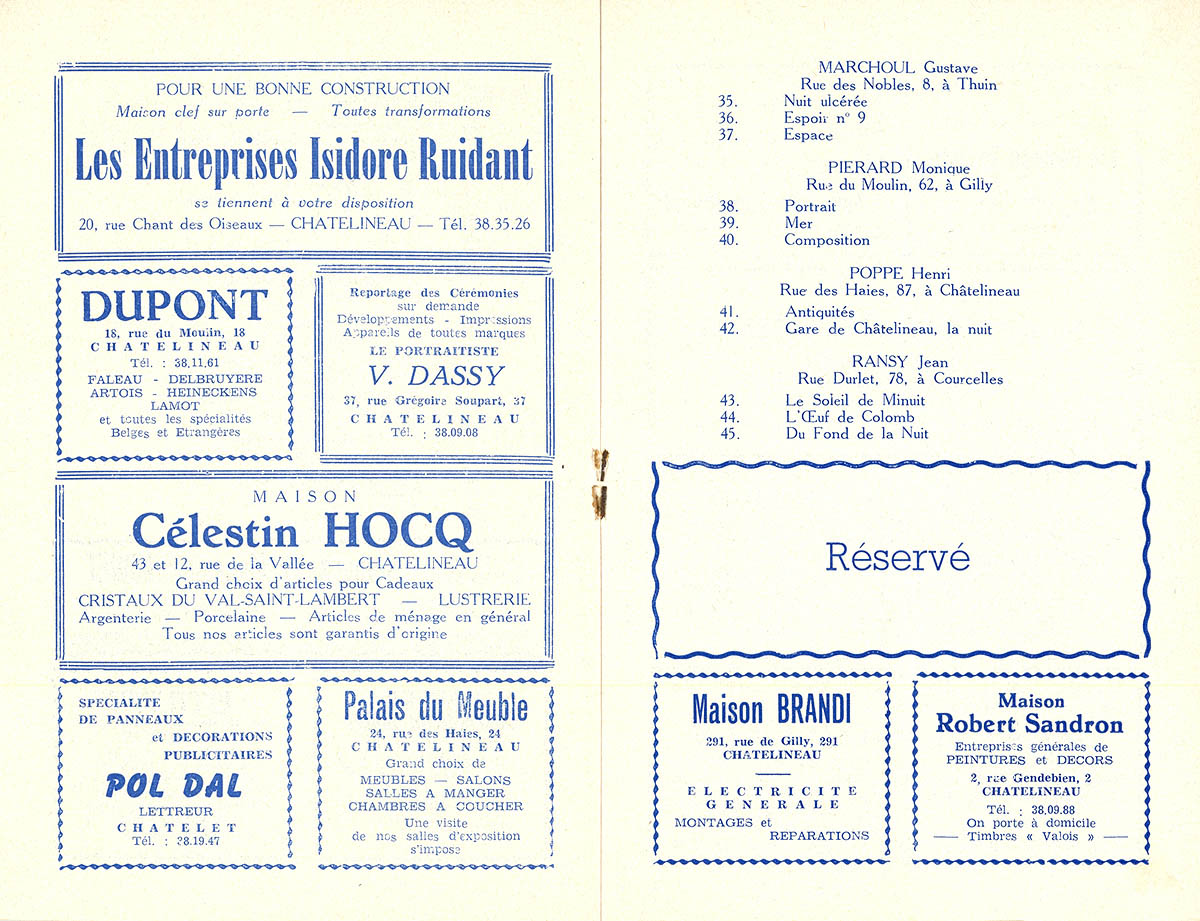 POUR UNE BONNE CONSTRUCTION
Maison clef sur porte — Toutes transformations
Les Entreprises Isidore Ruidant
se tiennent à votre disposition
20, rue Chant des Oiseaux — CHATELINEAU — Tél. 38.35.26
DUPONT
18, rue du Moulin, 18
CHATELINEAU
Tél. : 38.11.61
FALEAU - DELBRUYERE
ARTOIS - HEINECKENS
LAMOT
et toutes les spécialités
Belges et Etrangères
Reportage des Cérémonies
sur demande
Développements - Impressions
Appareils de toutes marques
LE PORTRAITISTE
V. DASSY
37, rue Grégoire Soupart, 37
CHATELINEAU
Tél. : 38.09.08
MAISON
Célestin HOCQ
43 et 12, rue de la Vallée — CHATELINEAU
Grand choix d'articles pour Cadeaux
CRISTAUX DU VAL-SAINT-LAMBERT — LUSTRERIE
Argenterie — Porcelaine — Articles de ménage en général
Tous nos articles sont garantis d'origine
SPECIALITE
DE PANNEAUX
et DECORATIONS
PUBLICITAIRES
POL DAL
LETTREUR
CHATELET
Tél. : 38.19.47
Palais du Meuble
24, rue des Haies, 24
CHATELINEAU
Grand choix de
MEUBLES — SALONS
SALLES A MANGER
CHAMBRES A COUCHER
Une visite
de nos salles d'exposition
s'impose
MARCHOUL Gustave
Rue des Nobles, 8, à Thuin
35. Nuit ulcérée
36. Espoir n° 9
37. Espace
PIERARD Monique
Rue du Moulin, 62, à Gilly
38. Portrait
39. Mer
40. Composition
POPPE Henri
Rue des Haies, 87, à Châtelineau
41. Antiquités
42. Gare de Châtelineau, la nuit
RANSY Jean
Rue Durlet, 78, à Courcelles
43. Le Soleil de Minuit
44. L'Œuf de Colomb
45. Du Fond de la Nuit
Réservé
Maison BRANDI
291, rue de Gilly, 291
CHATELINEAU
ELECTRICITE
GENERALE
MONTAGES et
REPARATIONS
Maison
Robert Sandron
Entreprises générales de
PEINTURES et DECORS
2, rue Gendebien, 2
CHATELINEAU
Tél. : 38.09.88
On porte à domicile
— Timbres « Valois » —